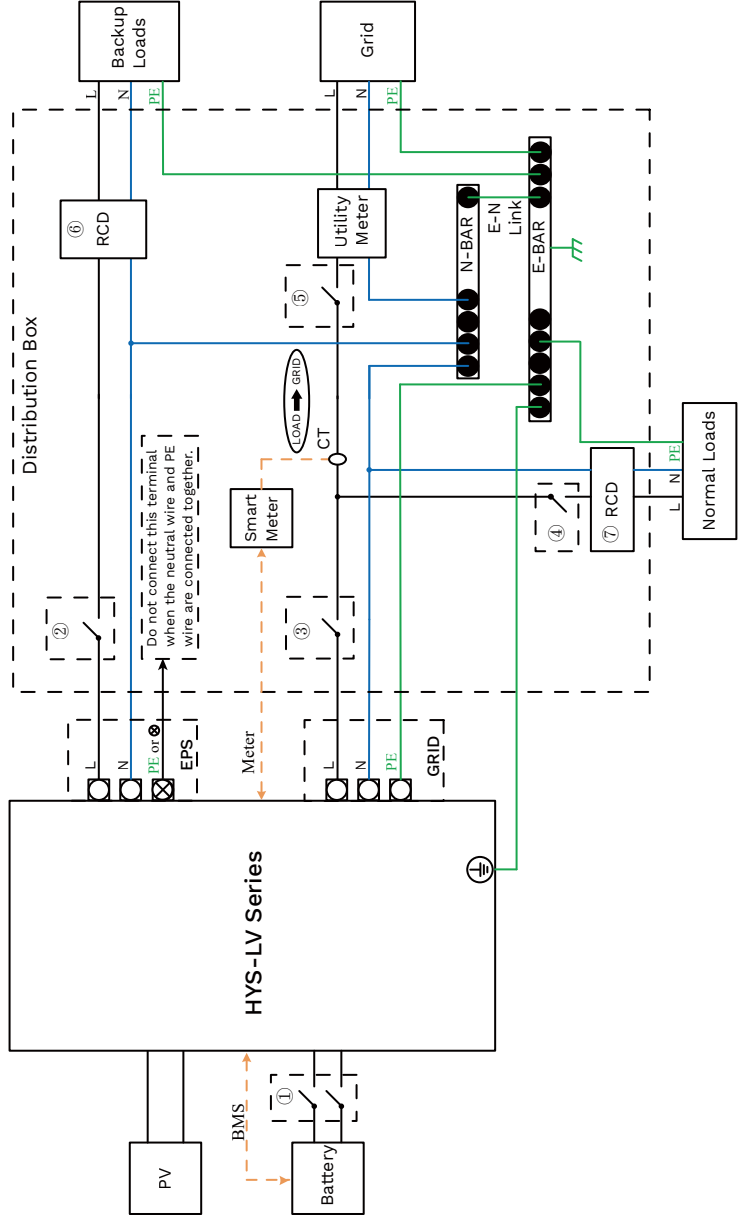 Backup
Loads
Grid
L
N
PE
L
N
PE
⑥
RCD
Utility
Meter
⑤
N-BAR
E-N
Link
E-BAR
Distribution Box
LOAD
GRID
CT
Do not connect this terminal
when the neutral wire and PE
wire are connected together.
Smart
Meter
②
③
④
⑦ RCD
L
N
PE
Normal Loads
L
N
PE or ⊗
EPS
Meter
L
N
PE
GRID
HYS-LV Series
BMS
①
PV
Battery